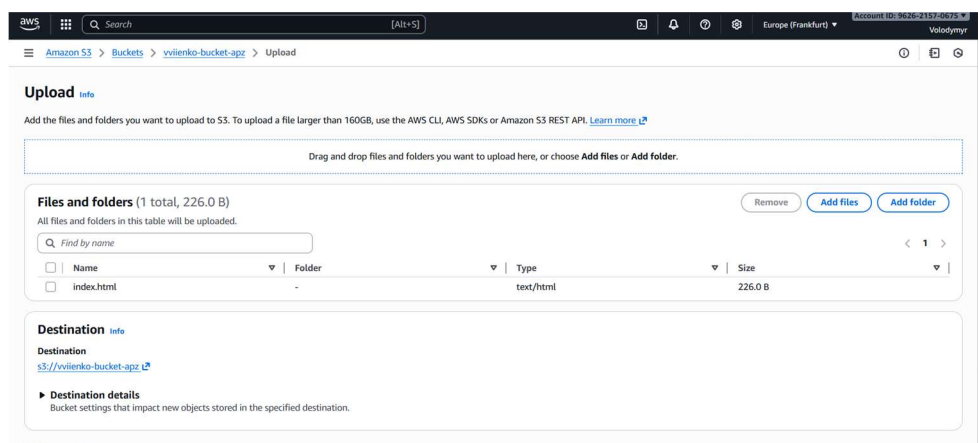 aws
Search [Alt+S]
Europe (Frankfurt) ▼
Account ID: 9626-2157-0675 ▼
Volodymyr
Amazon S3 > Buckets > vviienko-bucket-apz > Upload
Upload Info
Add the files and folders you want to upload to S3. To upload a file larger than 160GB, use the AWS CLI, AWS SDKs or Amazon S3 REST API. Learn more
Drag and drop files and folders you want to upload here, or choose Add files or Add folder.
Files and folders (1 total, 226.0 B)
Remove Add files Add folder
All files and folders in this table will be uploaded.
Find by name
< 1 >
Name Folder Type Size
index.html - text/html 226.0 B
Destination Info
Destination
s3://vviienko-bucket-apz
Destination details
Bucket settings that impact new objects stored in the specified destination.